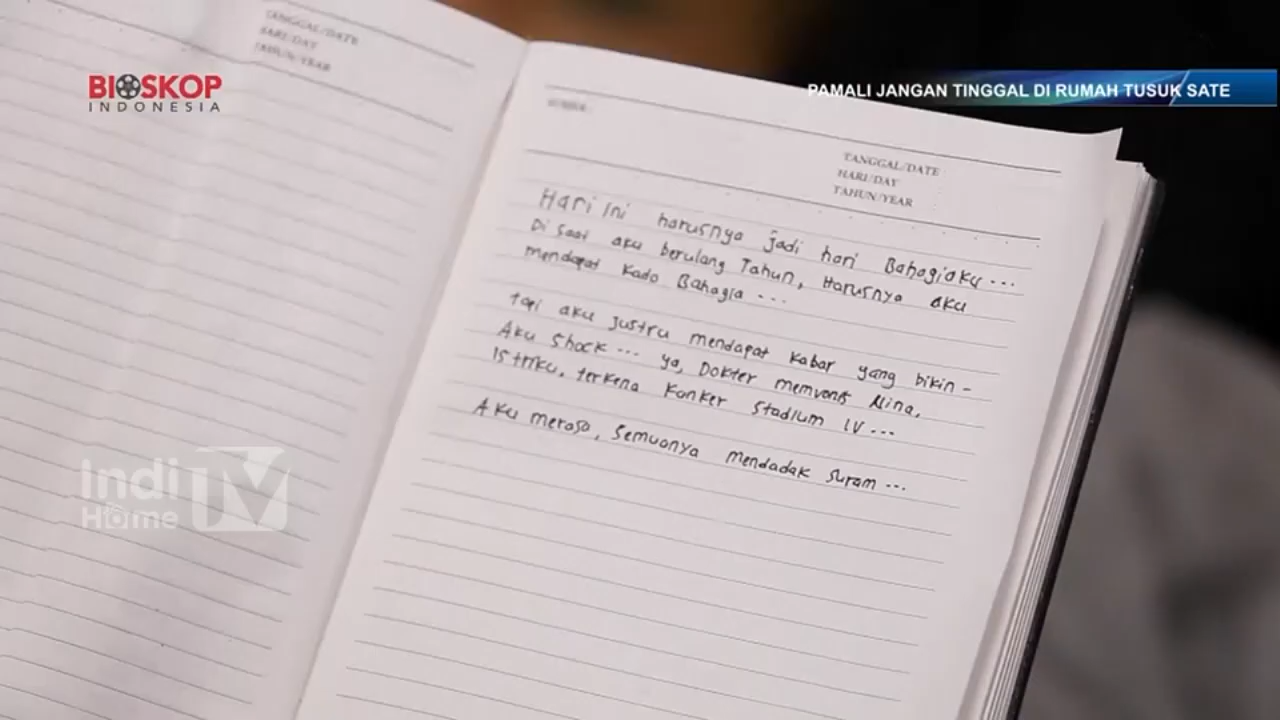 TANGGAL/DATE
HARI/DAY
TAHUN/YEAR
BIOSKOP
INDONESIA
PAMALI JANGAN TINGGAL DI RUMAH TUSUK SATE
TANGGAL/DATE
HARI/DAY
TAHUN/YEAR
Hari Ini harusnya jadi hari Bahagiaku...
Di saat aku berulang Tahun, Harusnya aku
mendapat kado Bahagia ...
tapi aku justru mendapat kabar yang bikin -
Aku shock ... ya, Dokter memvonis Nina,
Istriku, terkena Kanker Stadium IV...
Aku merasa, semuanya mendadak suram ...
Indi
Home
TV